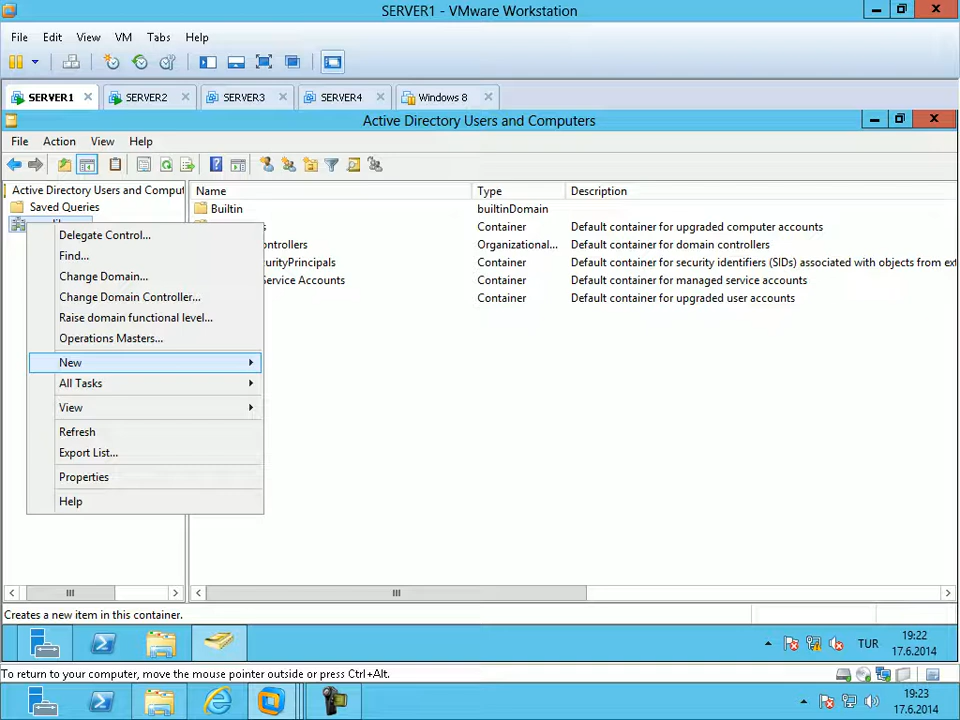 SERVER1 - VMware Workstation
File Edit View VM Tabs Help
SERVER1 SERVER2 SERVER3 SERVER4 Windows 8
Active Directory Users and Computers
File Action View Help
Active Directory Users and Comput
Saved Queries
Name Type Description
Builtin builtinDomain
Container Default container for upgraded computer accounts
ntrollers Organizational... Default container for domain controllers
urityPrincipals Container Default container for security identifiers (SIDs) associated with objects from ext
ervice Accounts Container Default container for managed service accounts
Container Default container for upgraded user accounts
Delegate Control...
Find...
Change Domain...
Change Domain Controller...
Raise domain functional level...
Operations Masters...
New
All Tasks
View
Refresh
Export List...
Properties
Help
Creates a new item in this container.
TUR 19:22
17.6.2014
To return to your computer, move the mouse pointer outside or press Ctrl+Alt.
19:23
17.6.2014